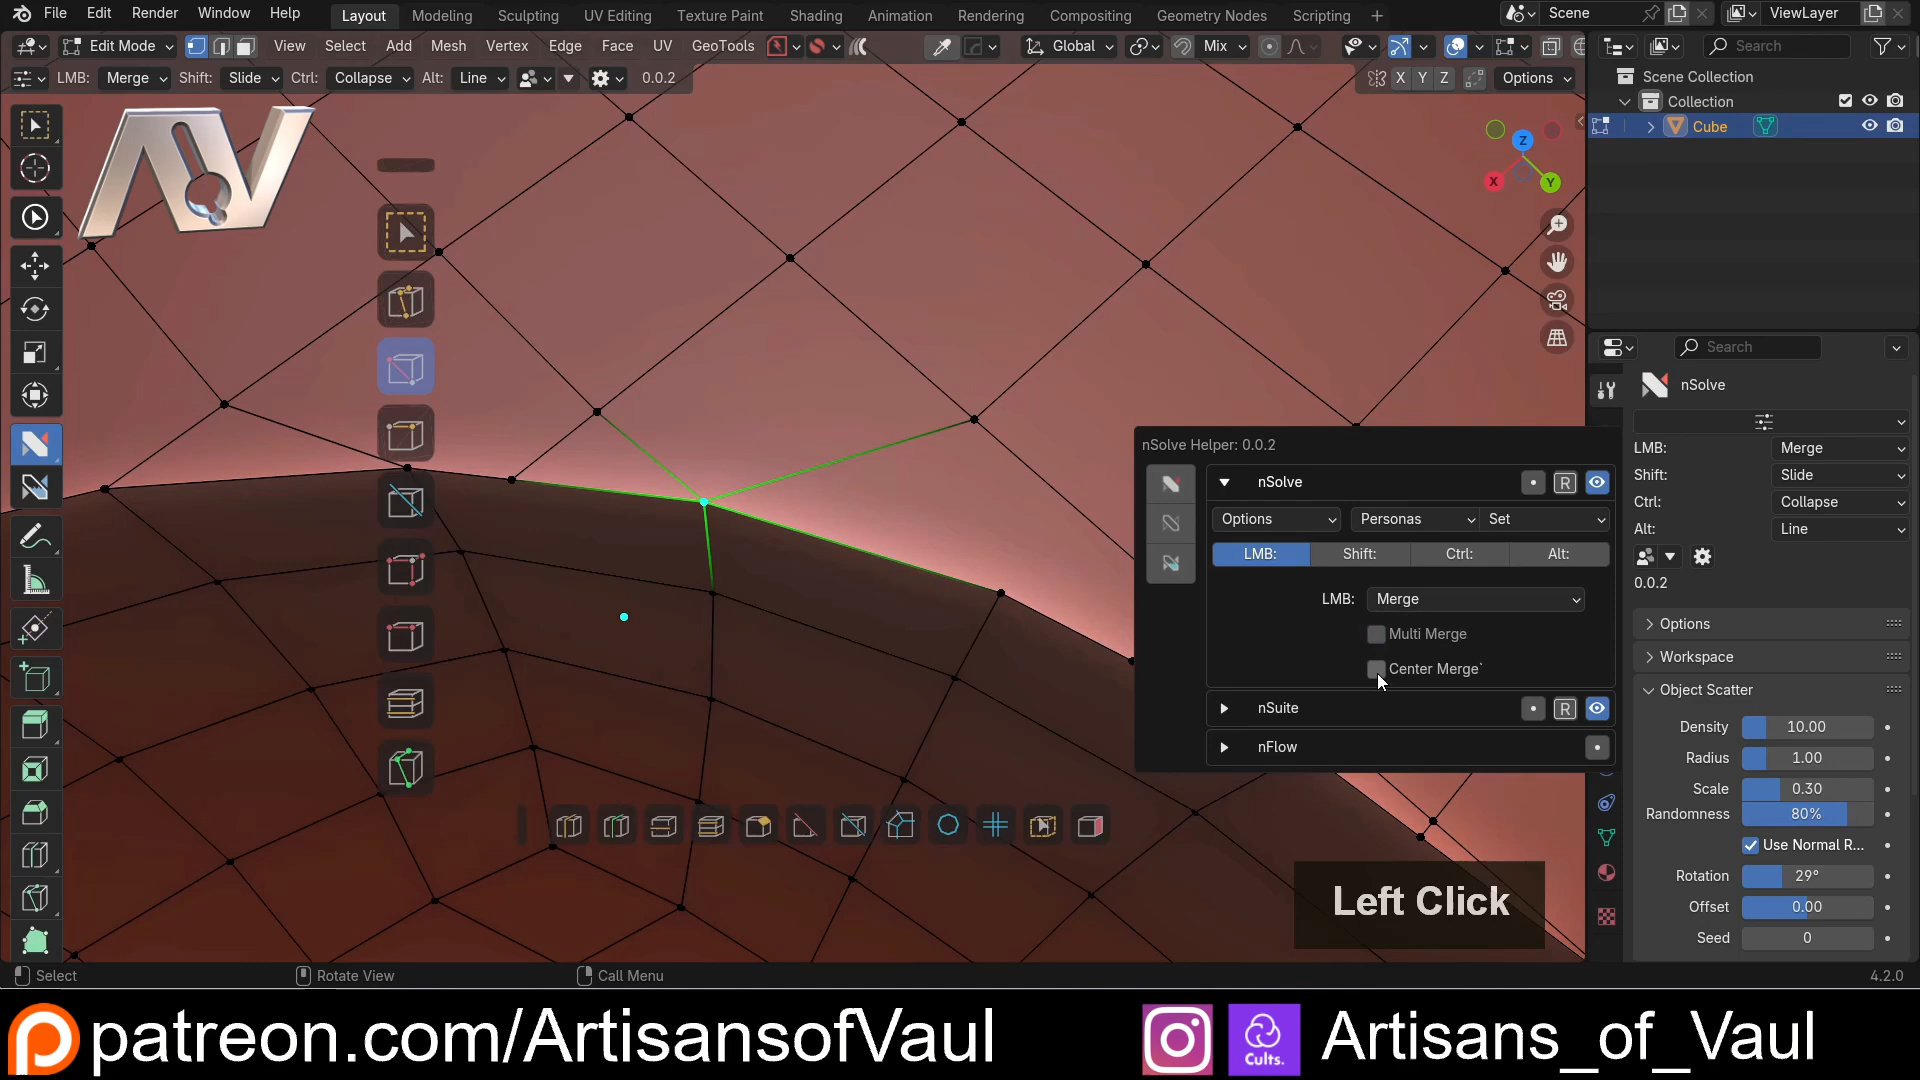 File Edit Render Window Help Layout Modeling Sculpting UV Editing Texture Paint Shading Animation Rendering Compositing Geometry Nodes Scripting + Scene ViewLayer
Edit Mode View Select Add Mesh Vertex Edge Face UV GeoTools Global Mix Search
LMB: Merge Shift: Slide Ctrl: Collapse Alt: Line 0.0.2 X Y Z Options
Scene Collection
Collection
Cube
AV
Z
X
Y
Search
nSolve
LMB: Merge
Shift: Slide
Ctrl: Collapse
Alt: Line
0.0.2
Options
Workspace
Object Scatter
Density 10.00
Radius 1.00
Scale 0.30
Randomness 80%
Use Normal R...
Rotation 29°
Offset 0.00
Seed 0
nSolve Helper: 0.0.2
nSolve R
Options Personas Set
LMB: Shift: Ctrl: Alt:
LMB: Merge
Multi Merge
Center Merge`
nSuite R
nFlow
Left Click
Select Rotate View Call Menu 4.2.0
patreon.com/ArtisansofVaul Cults. Artisans_of_Vaul